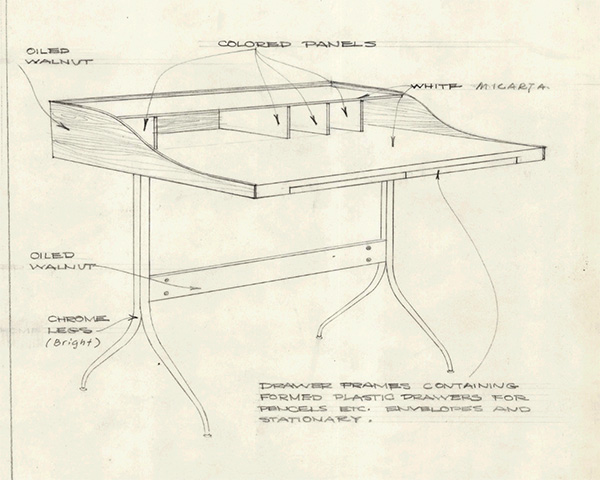 COLORED PANELS
OILED
WALNUT
WHITE MICARTA
OILED
WALNUT
CHROME
LEGS
(Bright)
DRAWER FRAMES CONTAINING
FORMED PLASTIC DRAWERS FOR
PENCELS ETC. ENVELOPES AND
STATIONARY.